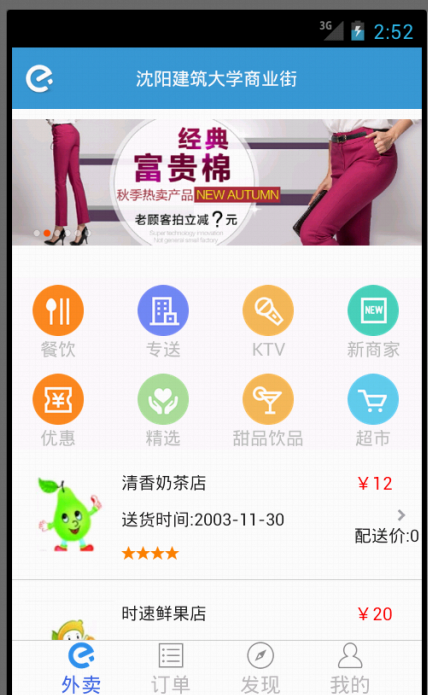 3G 2:52
沈阳建筑大学商业街
经典
富贵棉
秋季热卖产品 NEW AUTUMN
老顾客拍立减?元
Super technology innovation
Not general small factory
餐饮 专送 KTV 新商家
NEW
优惠 精选 甜品饮品 超市
清香奶茶店 ￥12
送货时间:2003-11-30
配送价:0
时速鲜果店 ￥20
外卖 订单 发现 我的